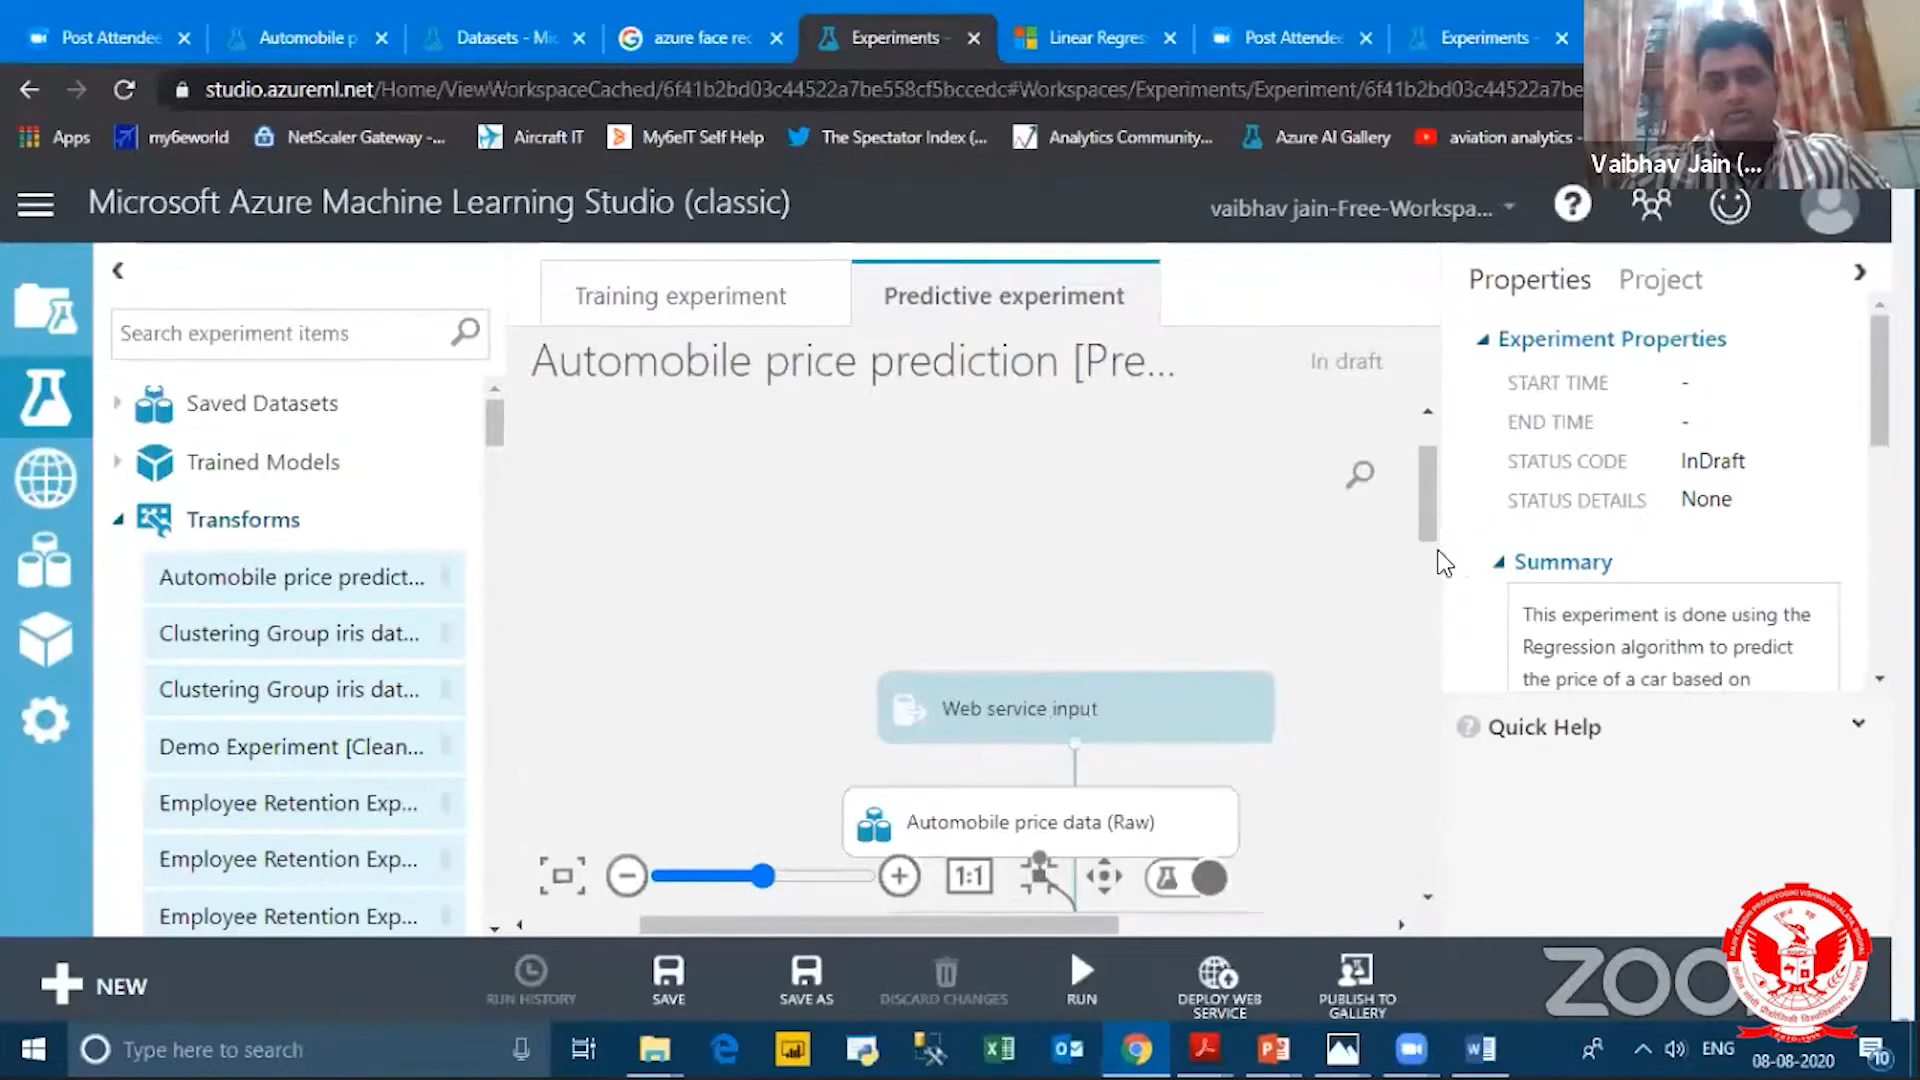 Post Attendee
Automobile p
Datasets - Mic
azure face rec
Experiments -
Linear Regres
Post Attendee
Experiments -
studio.azureml.net/Home/ViewWorkspaceCached/6f41b2bd03c44522a7be558cf5bccedc#Workspaces/Experiments/Experiment/6f41b2bd03c44522a7be
Apps
my6eworld
NetScaler Gateway -...
Aircraft IT
My6eIT Self Help
The Spectator Index (...
Analytics Community...
Azure AI Gallery
aviation analytics -
Vaibhav Jain (...
Microsoft Azure Machine Learning Studio (classic)
vaibhav jain-Free-Workspa...
?
Search experiment items
Saved Datasets
Trained Models
Transforms
Automobile price predict...
Clustering Group iris dat...
Clustering Group iris dat...
Demo Experiment [Clean...
Employee Retention Exp...
Employee Retention Exp...
Employee Retention Exp...
Training experiment
Predictive experiment
Automobile price prediction [Pre...
In draft
Web service input
Automobile price data (Raw)
1:1
Properties
Project
Experiment Properties
START TIME -
END TIME -
STATUS CODE InDraft
STATUS DETAILS None
Summary
This experiment is done using the
Regression algorithm to predict
the price of a car based on
Quick Help
NEW
RUN HISTORY
SAVE
SAVE AS
DISCARD CHANGES
RUN
DEPLOY WEB
SERVICE
PUBLISH TO
GALLERY
ZOO
Type here to search
ENG
08-08-2020
10